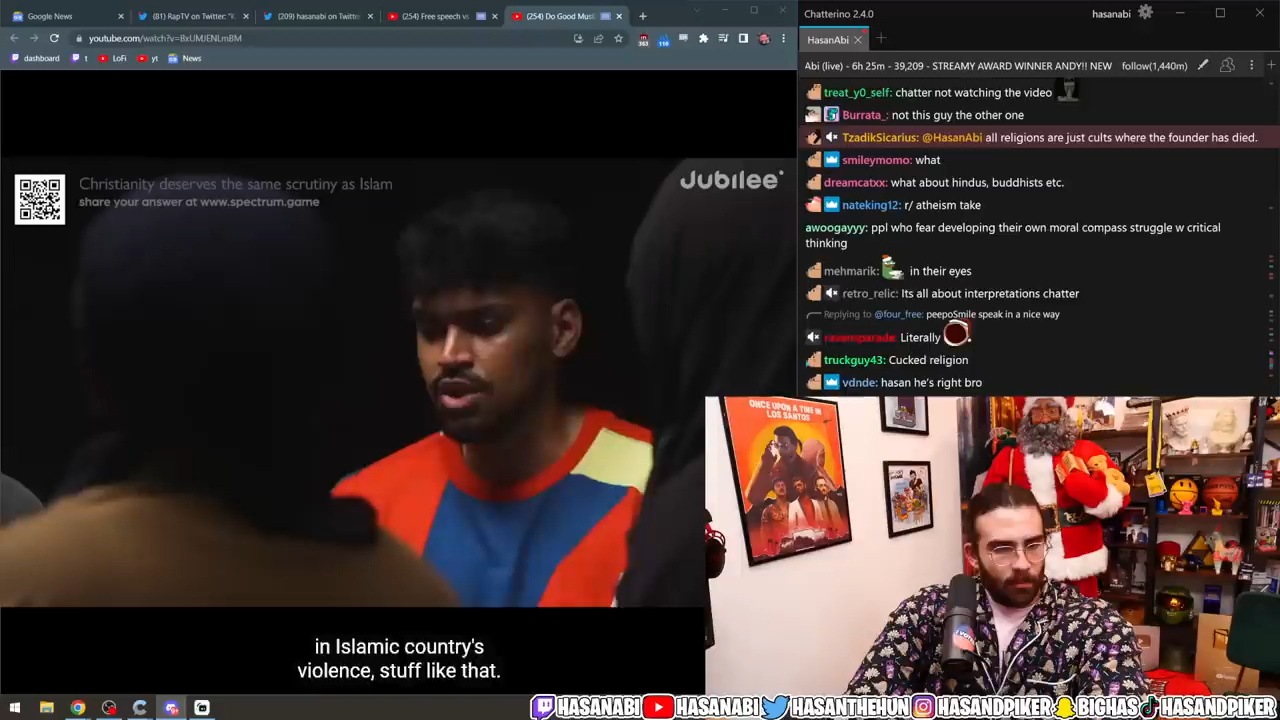 Google News
(81) RapTV on Twitter: "K
(209) hasanabi on Twitte
(254) Free speech vs
(254) Do Good Musl
youtube.com/watch?v=BxUMJENLmBM
363
110
dashboard
t
LoFi
yt
News
Christianity deserves the same scrutiny as Islam
share your answer at www.spectrum.game
Jubilee
in Islamic country's
violence, stuff like that.
Chatterino 2.4.0
hasanabi
HasanAbi
Abi (live) - 6h 25m - 39,209 - STREAMY AWARD WINNER ANDY!! NEW
follow(1,440m)
treat_y0_self: chatter not watching the video
Burrata_: not this guy the other one
TzadikSicarius: @HasanAbi all religions are just cults where the founder has died.
smileymomo: what
dreamcatxx: what about hindus, buddhists etc.
nateking12: r/ atheism take
awoogayyy: ppl who fear developing their own moral compass struggle w critical
thinking
mehmarik: in their eyes
retro_relic: Its all about interpretations chatter
Replying to @four_free: peepoSmile speak in a nice way
ravensparade: Literally
truckguy43: Cucked religion
vdnde: hasan he's right bro
ONCE UPON A TIME IN
LOS SANTOS
HASANABI
HASANABI
HASANTHEHUN
HASANDPIKER
BIGHAS
HASANDPIKER